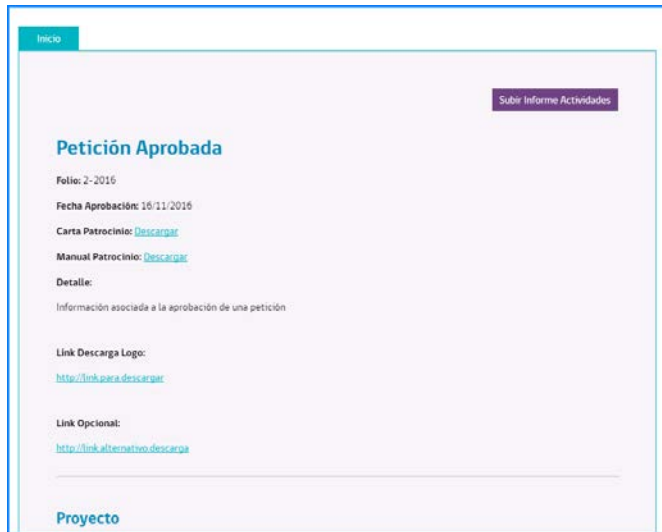 Inicio
Subir Informe Actividades
Petición Aprobada
Folio: 2-2016
Fecha Aprobación: 16/11/2016
Carta Patrocinio: Descargar
Manual Patrocinio: Descargar
Detalle:
Información asociada a la aprobación de una petición
Link Descarga Logo:
http://link.para.descargar
Link Opcional:
http://link.alternativo.descarga
Proyecto